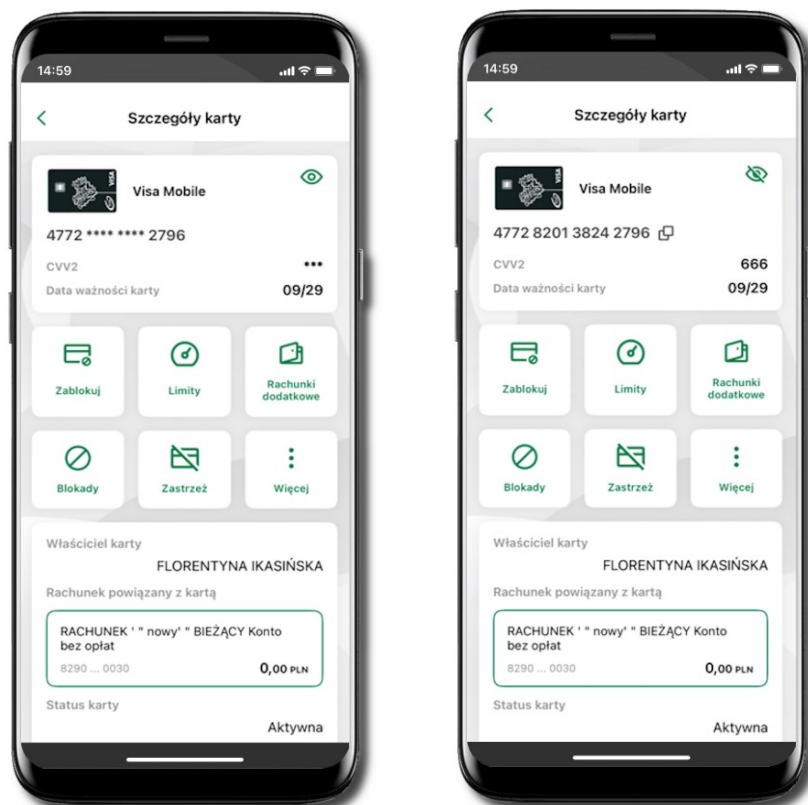 14:59
Szczegóły karty
VISA
Visa Mobile
4772 **** **** 2796
CVV2 ***
Data ważności karty 09/29
Zablokuj
Limity
Rachunki
dodatkowe
Blokady
Zastrzeż
Więcej
Właściciel karty
FLORENTYNA IKASIŃSKA
Rachunek powiązany z kartą
RACHUNEK ' " nowy' " BIEŻĄCY Konto
bez opłat
8290 ... 0030 0,00 PLN
Status karty
Aktywna
14:59
Szczegóły karty
VISA
Visa Mobile
4772 8201 3824 2796
CVV2 666
Data ważności karty 09/29
Zablokuj
Limity
Rachunki
dodatkowe
Blokady
Zastrzeż
Więcej
Właściciel karty
FLORENTYNA IKASIŃSKA
Rachunek powiązany z kartą
RACHUNEK ' " nowy' " BIEŻĄCY Konto
bez opłat
8290 ... 0030 0,00 PLN
Status karty
Aktywna